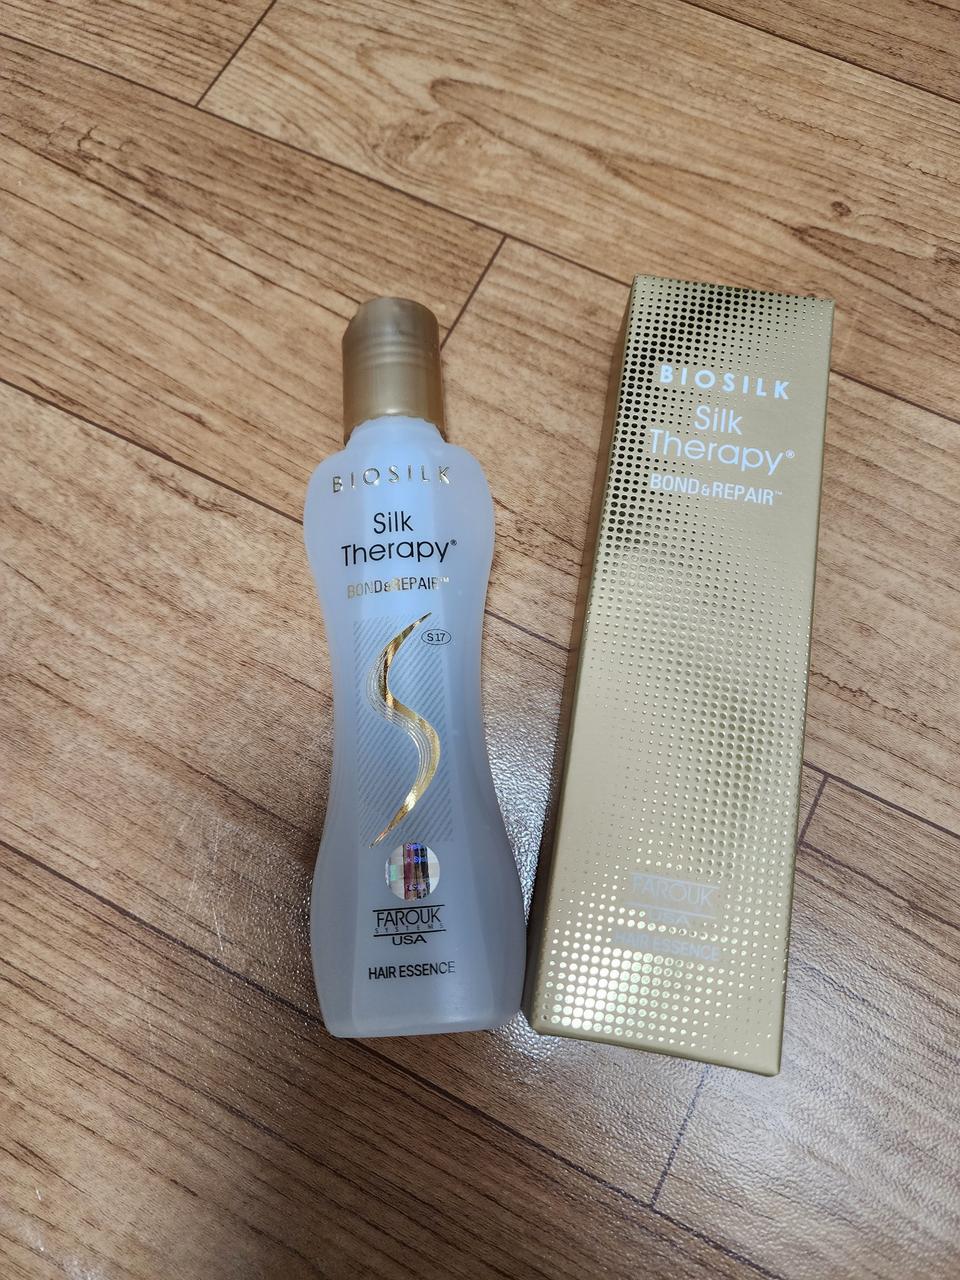 BIOSILK
Silk
Therapy®
BOND & REPAIR™
S17
FAROUK
SYSTEMS
USA
HAIR ESSENCE
BIOSILK
Silk
Therapy®
BOND & REPAIR™
FAROUK
USA
HAIR ESSENCE